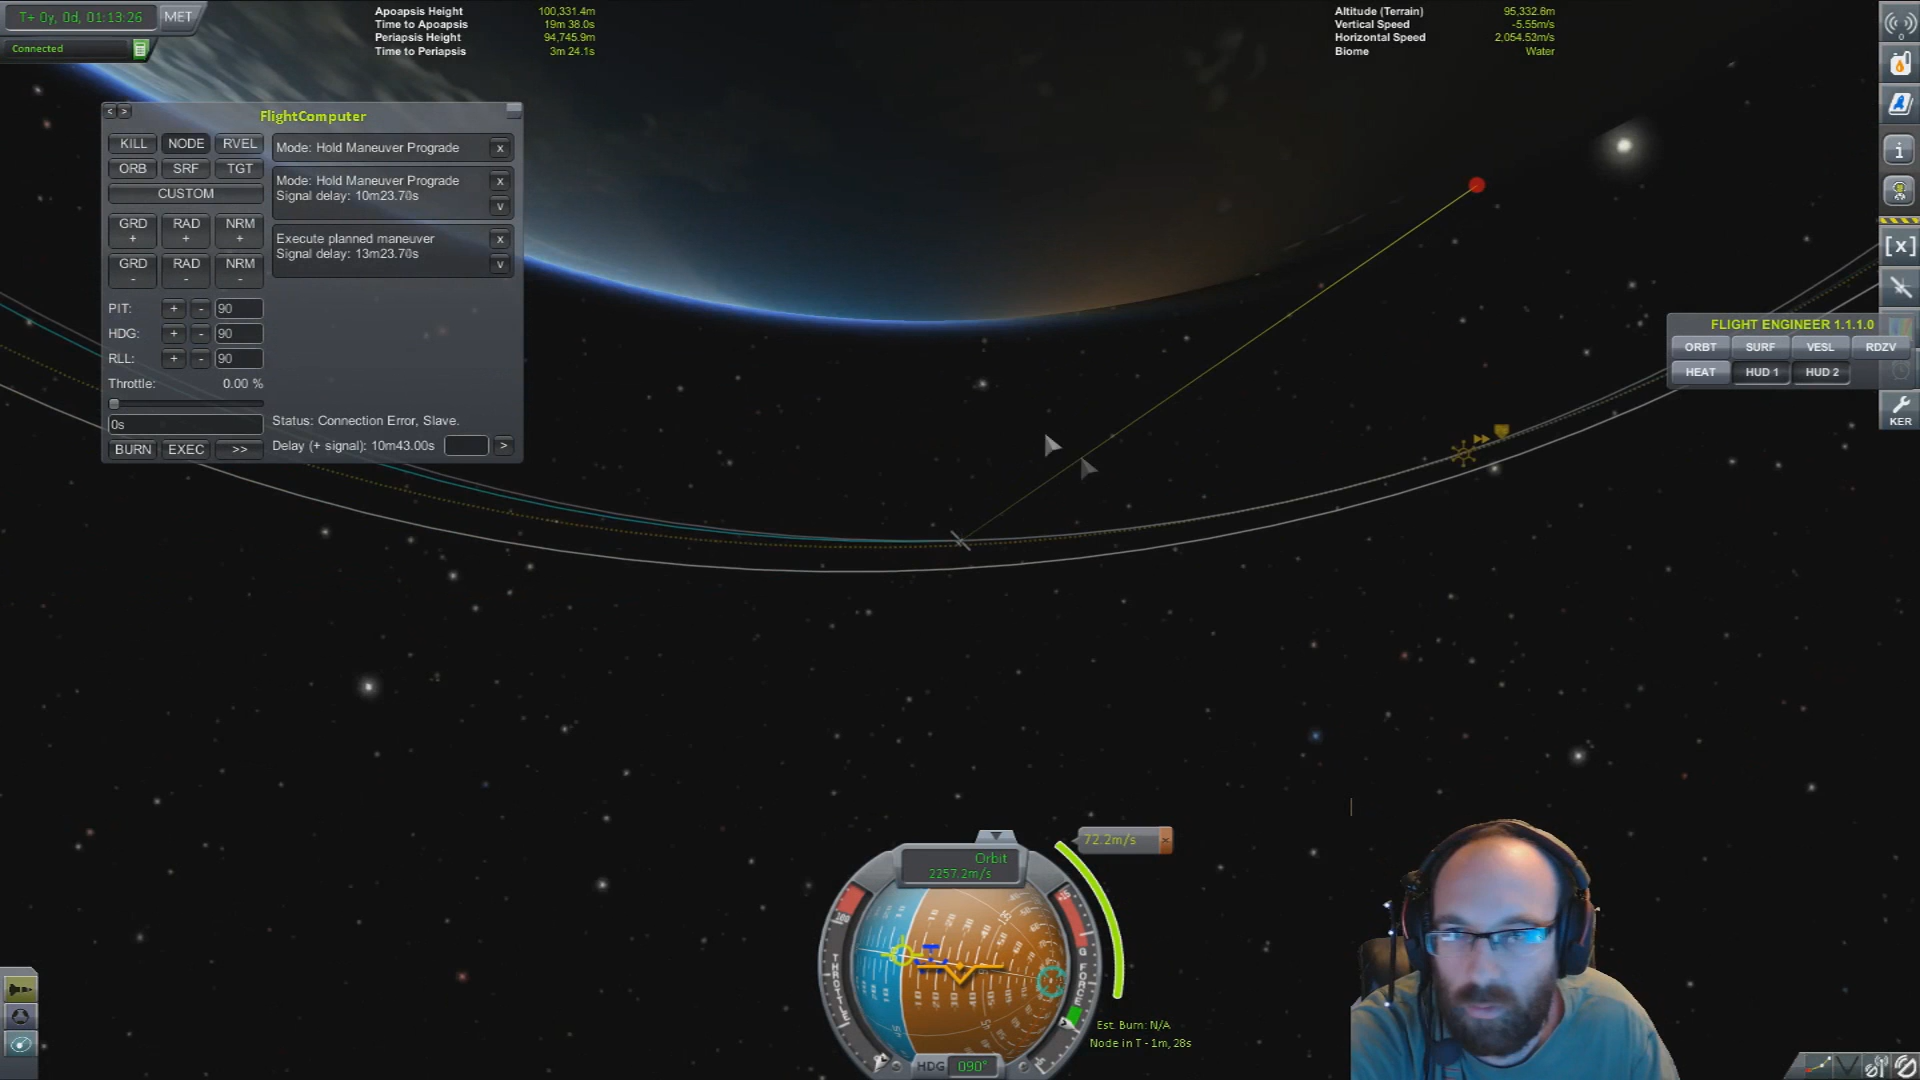 T+ 0y, 0d, 01:13:26 MET
Connected
Apoapsis Height 100,331.4m
Time to Apoapsis 19m 38.0s
Periapsis Height 94,745.9m
Time to Periapsis 3m 24.1s
Altitude (Terrain) 95,332.6m
Vertical Speed -5.55m/s
Horizontal Speed 2,054.53m/s
Biome Water
< > FlightComputer
KILL NODE RVEL
ORB SRF TGT
CUSTOM
GRD + RAD + NRM +
GRD - RAD - NRM -
PIT: + - 90
HDG: + - 90
RLL: + - 90
Throttle: 0.00 %
0s
BURN EXEC >>
Mode: Hold Maneuver Prograde x
Mode: Hold Maneuver Prograde x
Signal delay: 10m23.70s v
Execute planned maneuver x
Signal delay: 13m23.70s v
Status: Connection Error, Slave.
Delay (+ signal): 10m43.00s >
FLIGHT ENGINEER 1.1.1.0
ORBT SURF VESL RDZV
HEAT HUD 1 HUD 2
[x]
KER
72.2m/s
Orbit
2257.2m/s
THROTTLE
G FORCE
HDG 090°
Est. Burn: N/A
Node in T - 1m, 28s